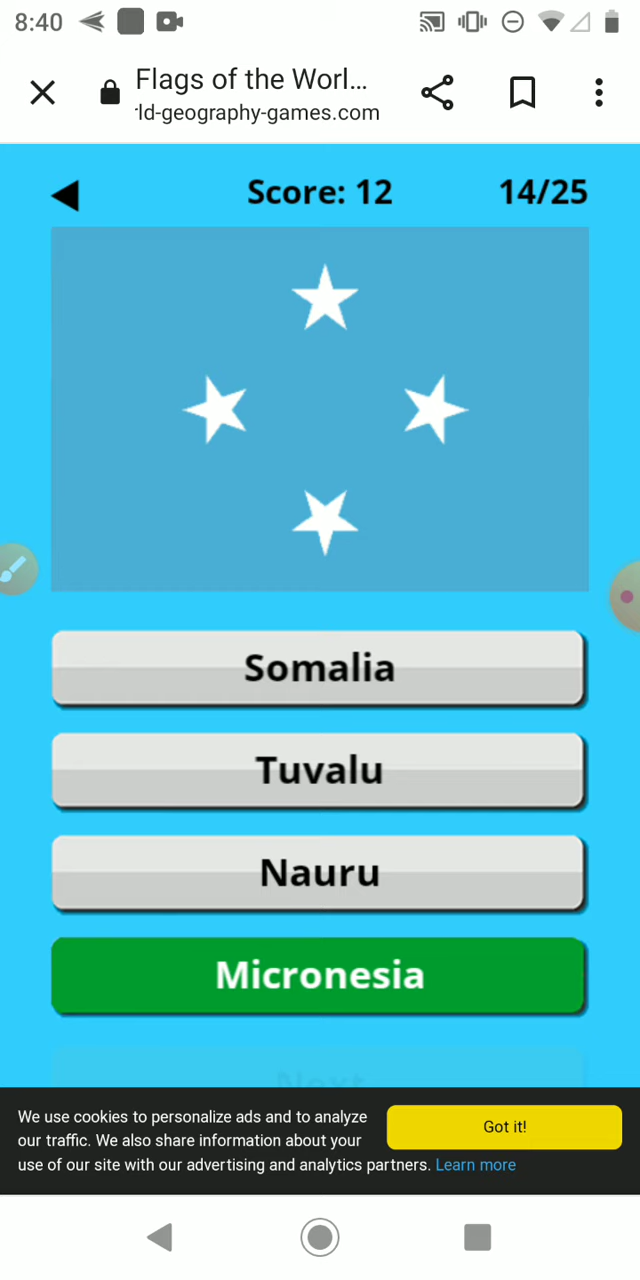 8:40
Flags of the Worl...
rld-geography-games.com
Score: 12
14/25
Somalia
Tuvalu
Nauru
Micronesia
Next
We use cookies to personalize ads and to analyze
our traffic. We also share information about your
use of our site with our advertising and analytics partners. Learn more
Got it!